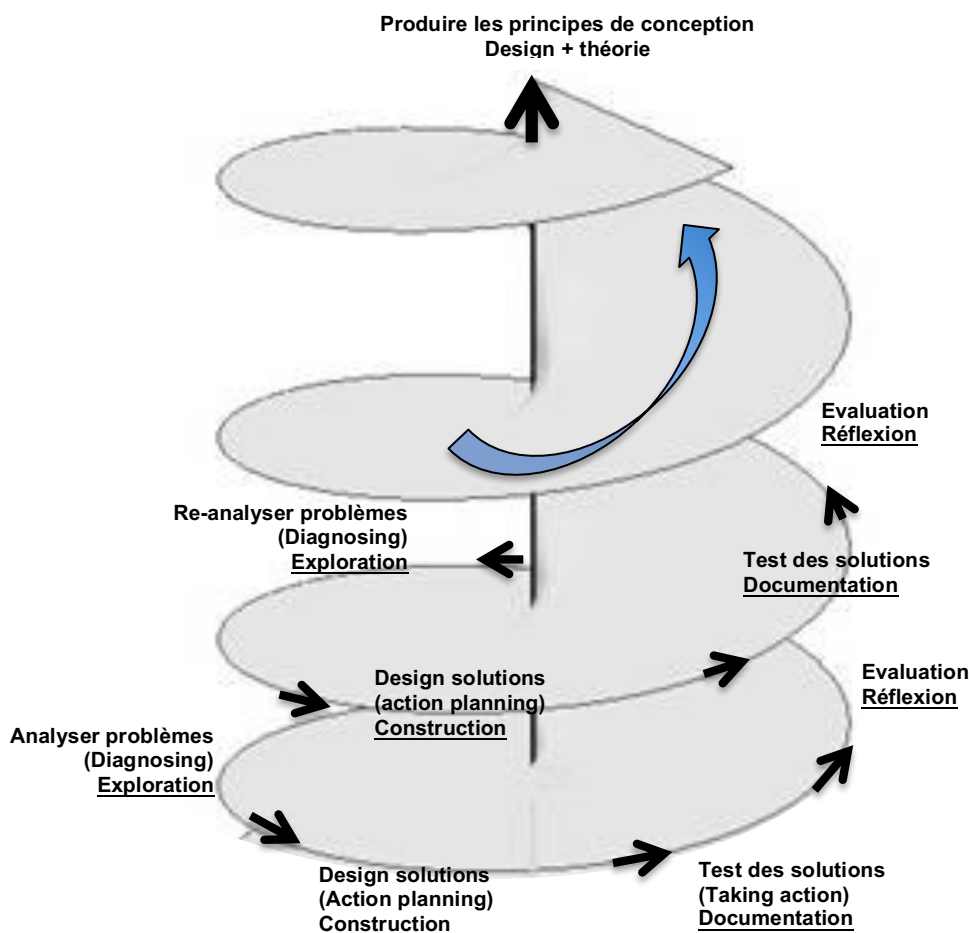 Produire les principes de conception
Design + théorie
Evaluation
Réflexion
Re-analyser problèmes
(Diagnosing)
Exploration
Test des solutions
Documentation
Design solutions
(action planning)
Construction
Evaluation
Réflexion
Analyser problèmes
(Diagnosing)
Exploration
Design solutions
(Action planning)
Construction
Test des solutions
(Taking action)
Documentation